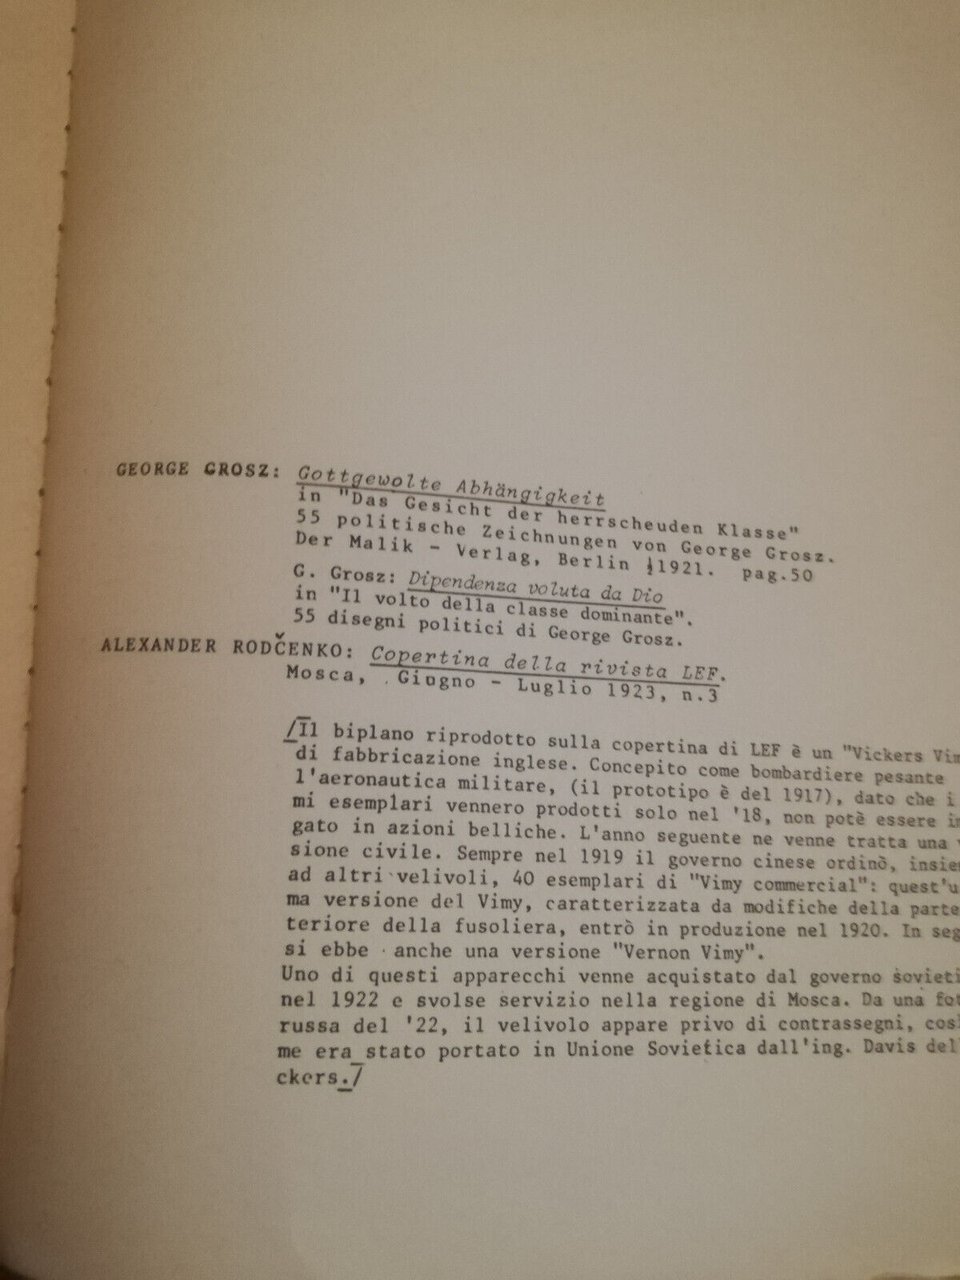 GEORGE GROSZ: Gottgewolte Abhängigkeit
in "Das Gesicht der herrscheuden Klasse"
55 politische Zeichnungen von George Grosz.
Der Malik - Verlag, Berlin 1921. pag.50
G. Grosz: Dipendenza voluta da Dio
in "Il volto della classe dominante".
55 disegni politici di George Grosz.
ALEXANDER RODČENKO: Copertina della rivista LEF.
Mosca, Giugno - Luglio 1923, n.3
/Il biplano riprodotto sulla copertina di LEF è un "Vickers
di fabbricazione inglese. Concepito come bombardiere pesante
l'aeronautica militare, (il prototipo è del 1917), dato che i
mi esemplari vennero prodotti solo nel '18, non potè essere
gato in azioni belliche. L'anno seguente ne venne tratta una
sione civile. Sempre nel 1919 il governo cinese ordinò,
ad altri velivoli, 40 esemplari di "Vimy commercial":
ma versione del Vimy, caratterizzata da modifiche della parte
teriore della fusoliera, entrò in produzione nel 1920. In
si ebbe anche una versione "Vernon Vimy".
Uno di questi apparecchi venne acquistato dal governo
nel 1922 e svolse servizio nella regione di Mosca. Da una
russa del '22, il velivolo appare privo di contrassegni,
me era stato portato in Unione Sovietica dall'ing. Davis
ckers./